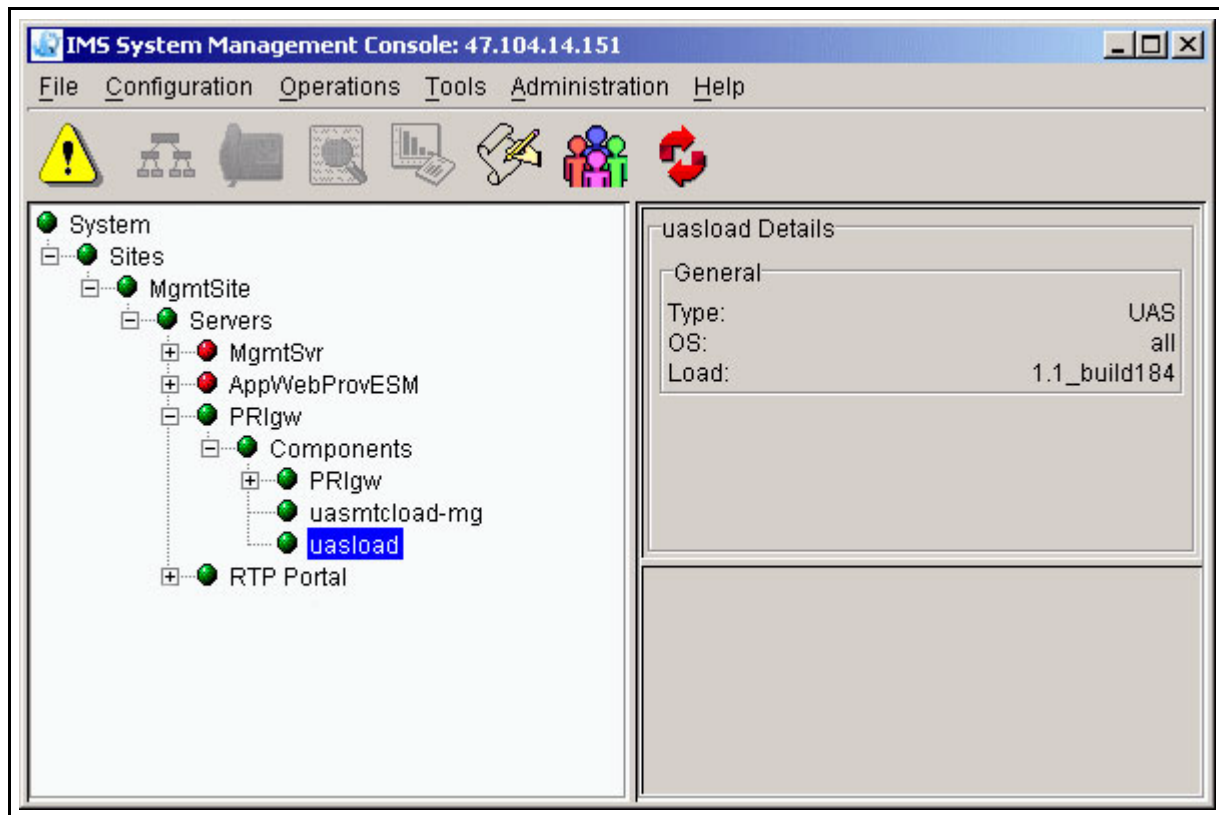 IMS System Management Console: 47.104.14.151
File Configuration Operations Tools Administration Help
System
Sites
MgmtSite
Servers
MgmtSvr
AppWebProvESM
PRIgw
Components
PRIgw
uasmtcload-mg
uasload
RTP Portal
uasload Details
General
Type: UAS
OS: all
Load: 1.1_build184